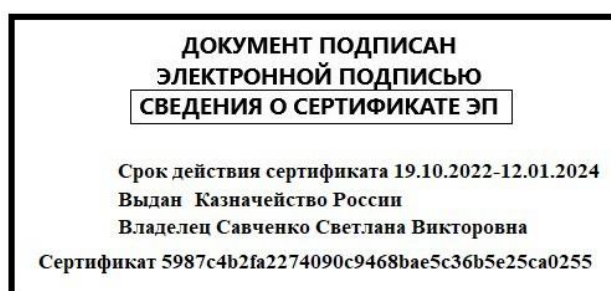 ДОКУМЕНТ ПОДПИСАН
ЭЛЕКТРОННОЙ ПОДПИСЬЮ
СВЕДЕНИЯ О СЕРТИФИКАТЕ ЭП
Срок действия сертификата 19.10.2022-12.01.2024
Выдан Казначейство России
Владелец Савченко Светлана Викторовна
Сертификат 5987c4b2fa2274090c9468bae5c36b5e25ca0255